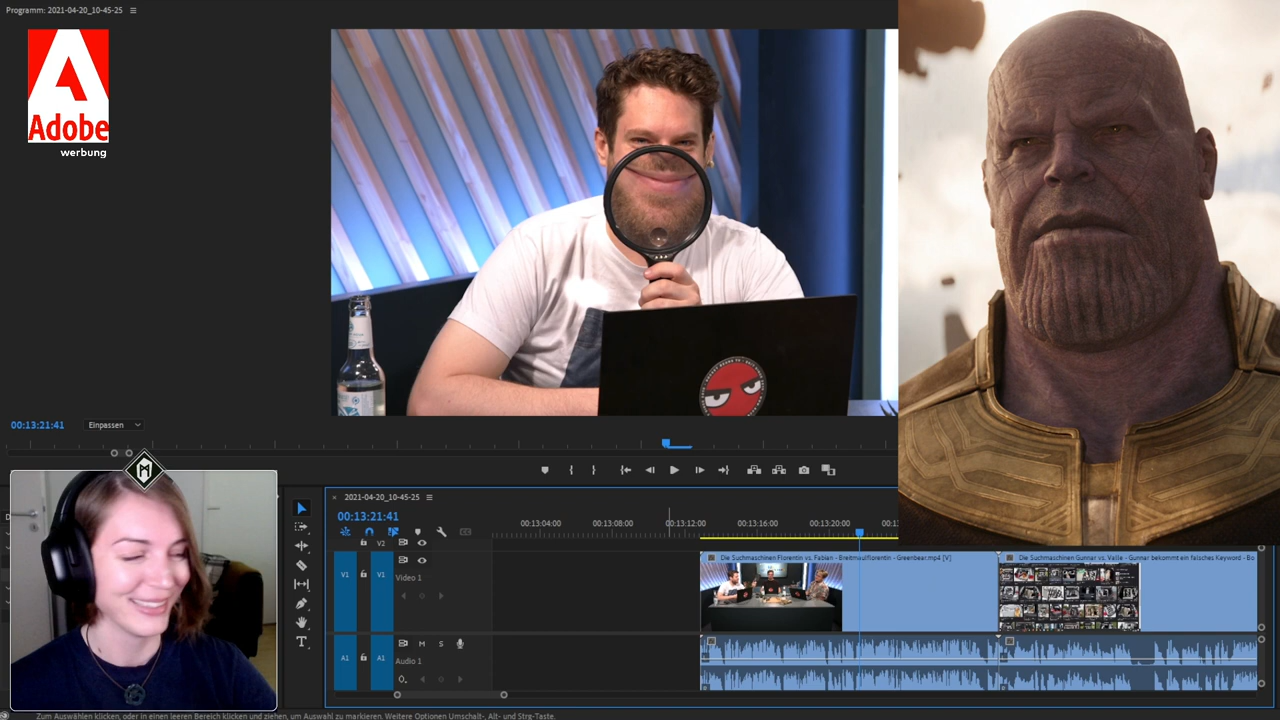 Programm: 2021-04-20_10-45-25
Adobe
werbung
00:13:21:41
Einpassen
2021-04-20_10-45-25
00:13:21:41
00:13:04:00
00:13:08:00
00:13:12:00
00:13:16:00
00:13:20:00
V2
V1
V1
Video 1
Die Suchmaschinen Florentin vs. Fabian - Breitmaulflorentin - Greenbear.mp4 [V]
Die Suchmaschinen Gunnar vs. Valle - Gunnar bekommt ein falsches Keyword - Bo
A1
A1
M
S
Audio 1
Zum Auswählen klicken, oder in einen leeren Bereich klicken und ziehen, um Auswahl zu markieren. Weitere Optionen Umschalt-, Alt- und Strg-Taste.